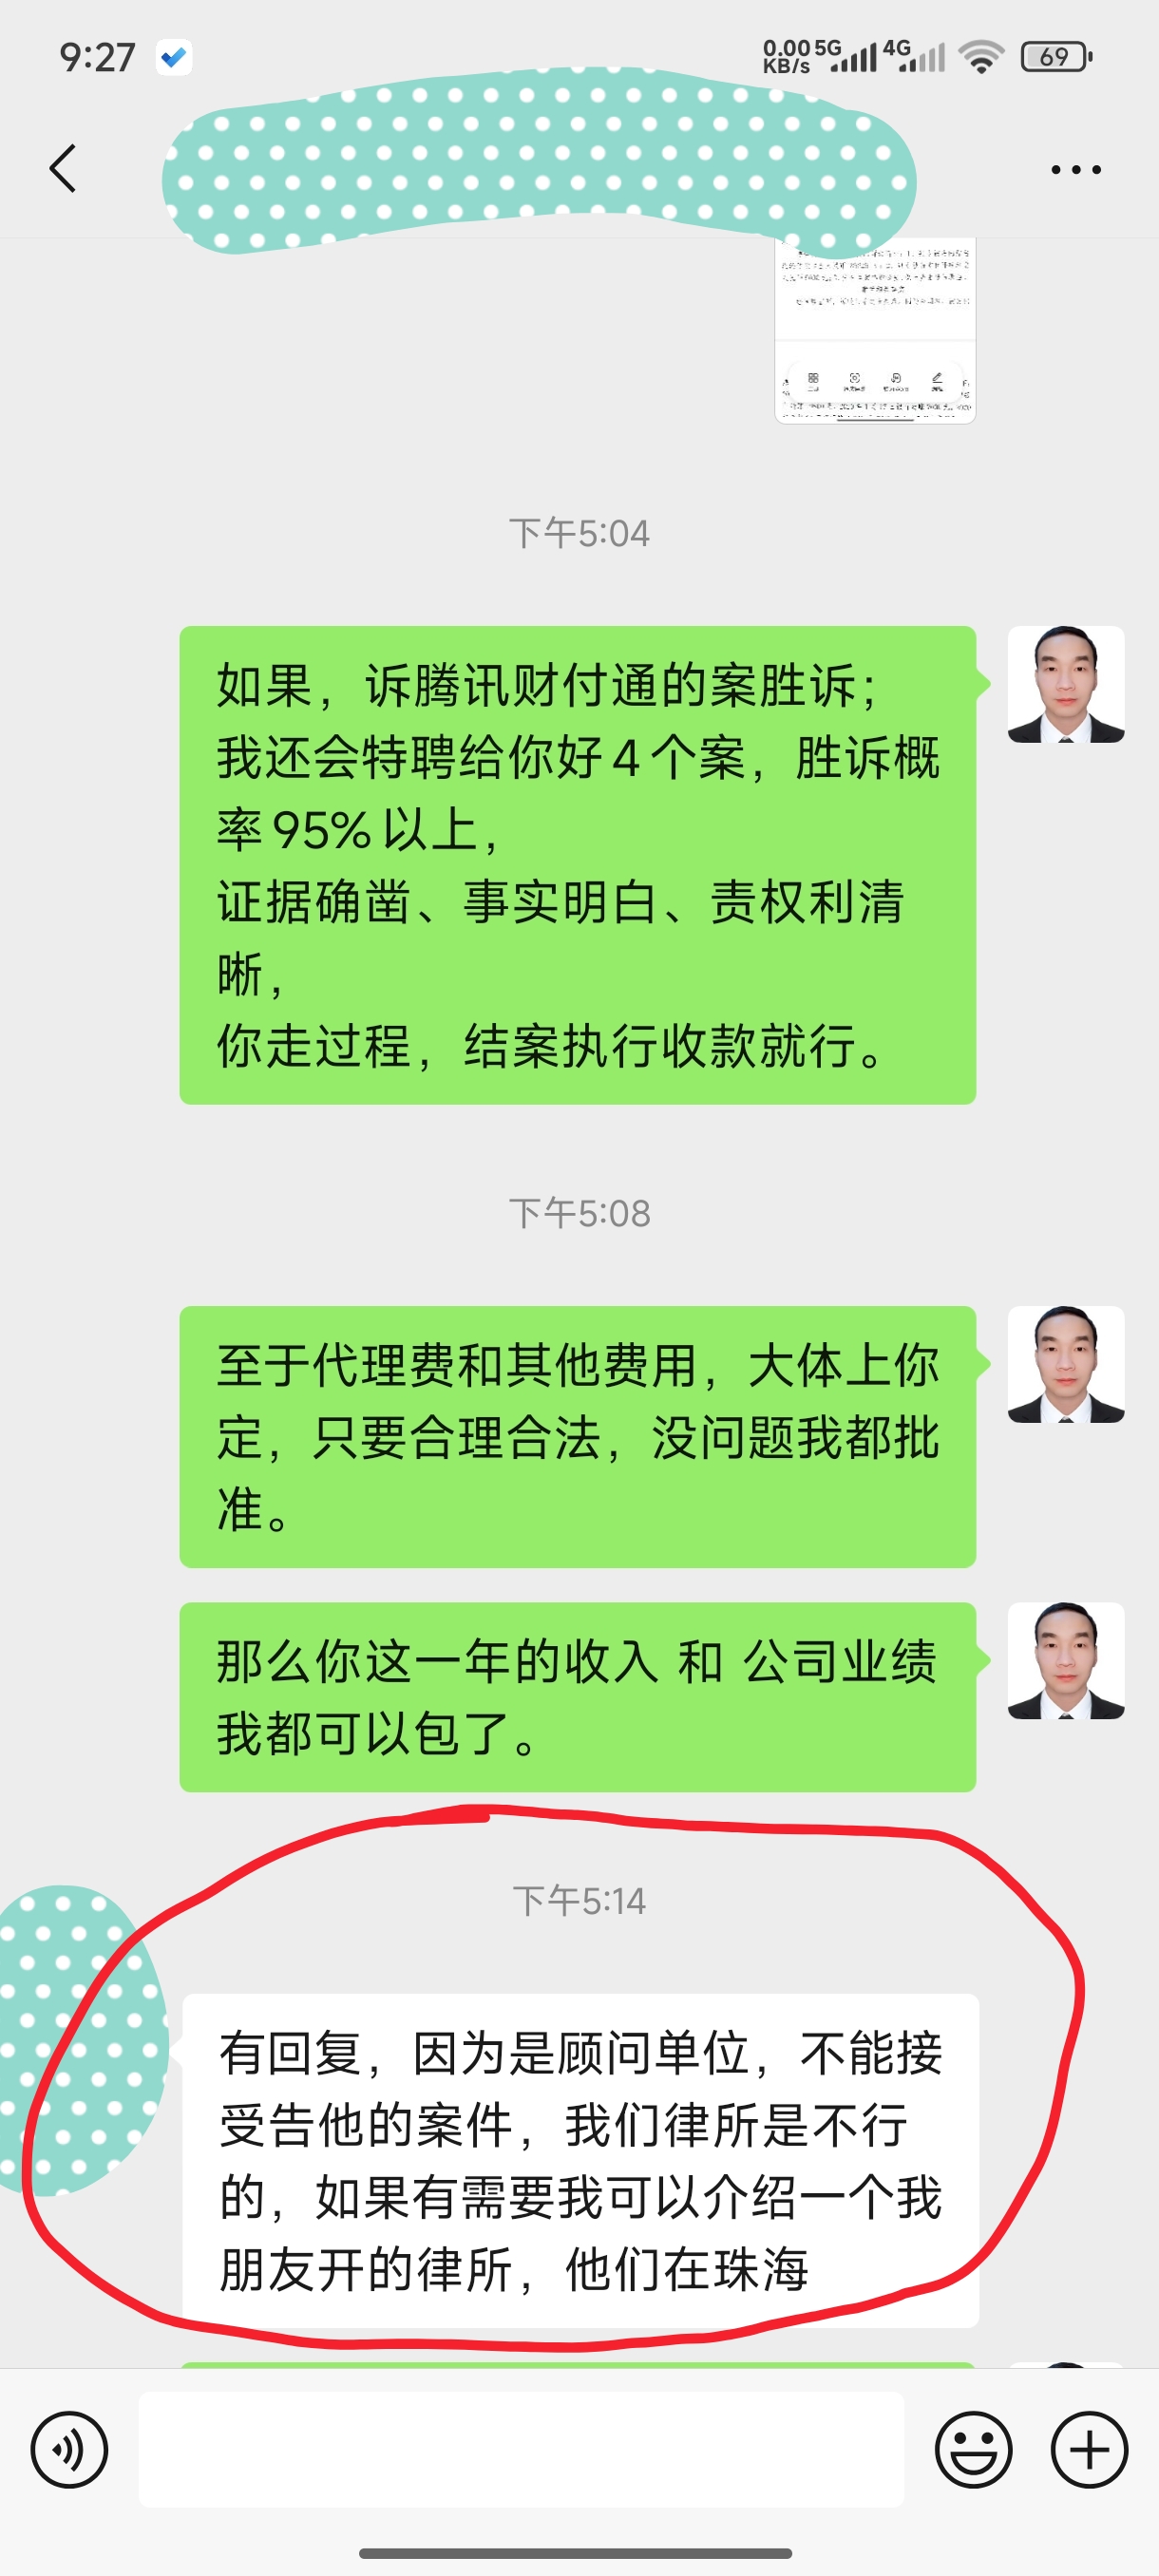 9:27
0.00 KB/s 5G 4G 69
下午5:04
如果，诉腾讯财付通的案胜诉；
我还会特聘给你好4个案，胜诉概
率95%以上，
证据确凿、事实明白、责权利清
晰，
你走过程，结案执行收款就行。
下午5:08
至于代理费和其他费用，大体上你
定，只要合理合法，没问题我都批
准。
那么你这一年的收入 和 公司业绩
我都可以包了。
下午5:14
有回复，因为是顾问单位，不能接
受告他的案件，我们律所是不行
的，如果有需要我可以介绍一个我
朋友开的律所，他们在珠海